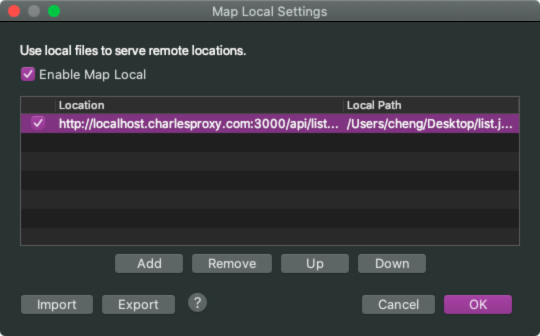 Map Local Settings
Use local files to serve remote locations.
Enable Map Local
Location Local Path
http://localhost.charlesproxy.com:3000/api/list... /Users/cheng/Desktop/list.j...
Add Remove Up Down
Import Export ? Cancel OK